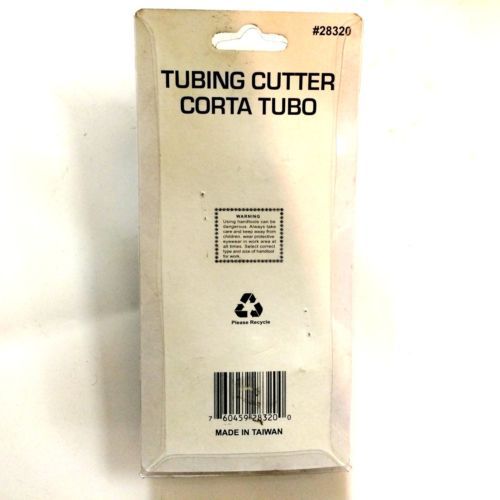 #28320
TUBING CUTTER
CORTA TUBO
WARNING
Using handtools can be
dangerous. Always take
care and keep away from
children. wear protective
eyewear in work area at
all times. Select correct
type and size of handtool
for work.
Please Recycle
7 60459 28320 0
MADE IN TAIWAN